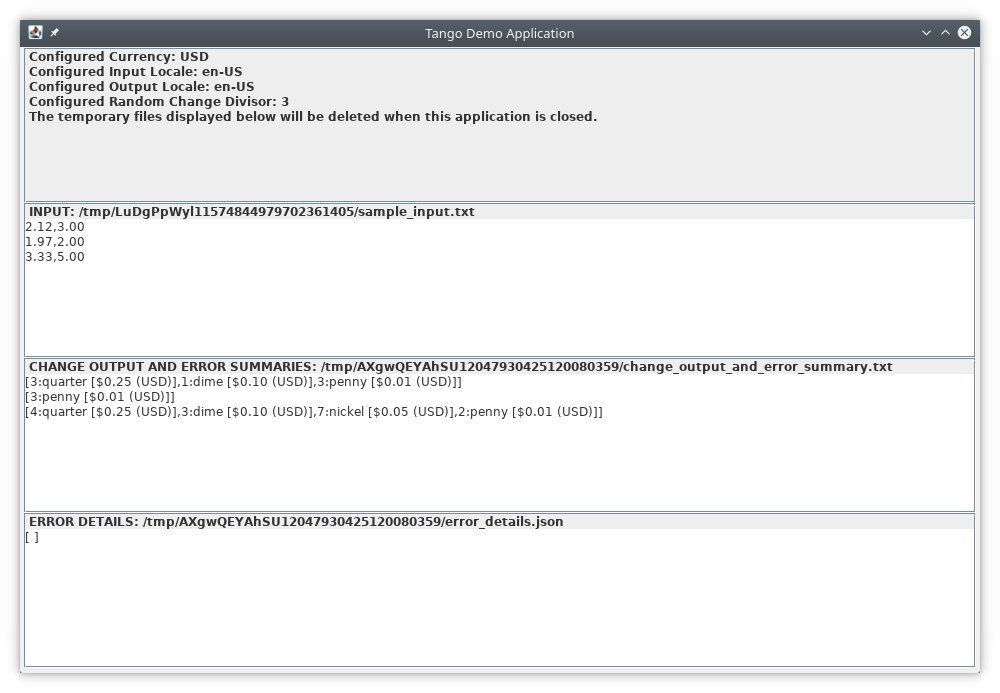 Tango Demo Application
Configured Currency: USD
Configured Input Locale: en-US
Configured Output Locale: en-US
Configured Random Change Divisor: 3
The temporary files displayed below will be deleted when this application is closed.
INPUT: /tmp/LuDgPpWyl11574844979702361405/sample_input.txt
2.12,3.00
1.97,2.00
3.33,5.00
CHANGE OUTPUT AND ERROR SUMMARIES: /tmp/AXgwQEYAhSU12047930425120080359/change_output_and_error_summary.txt
[3:quarter [$0.25 (USD)],1:dime [$0.10 (USD)],3:penny [$0.01 (USD)]]
[3:penny [$0.01 (USD)]]
[4:quarter [$0.25 (USD)],3:dime [$0.10 (USD)],7:nickel [$0.05 (USD)],2:penny [$0.01 (USD)]]
ERROR DETAILS: /tmp/AXgwQEYAhSU12047930425120080359/error_details.json
[ ]